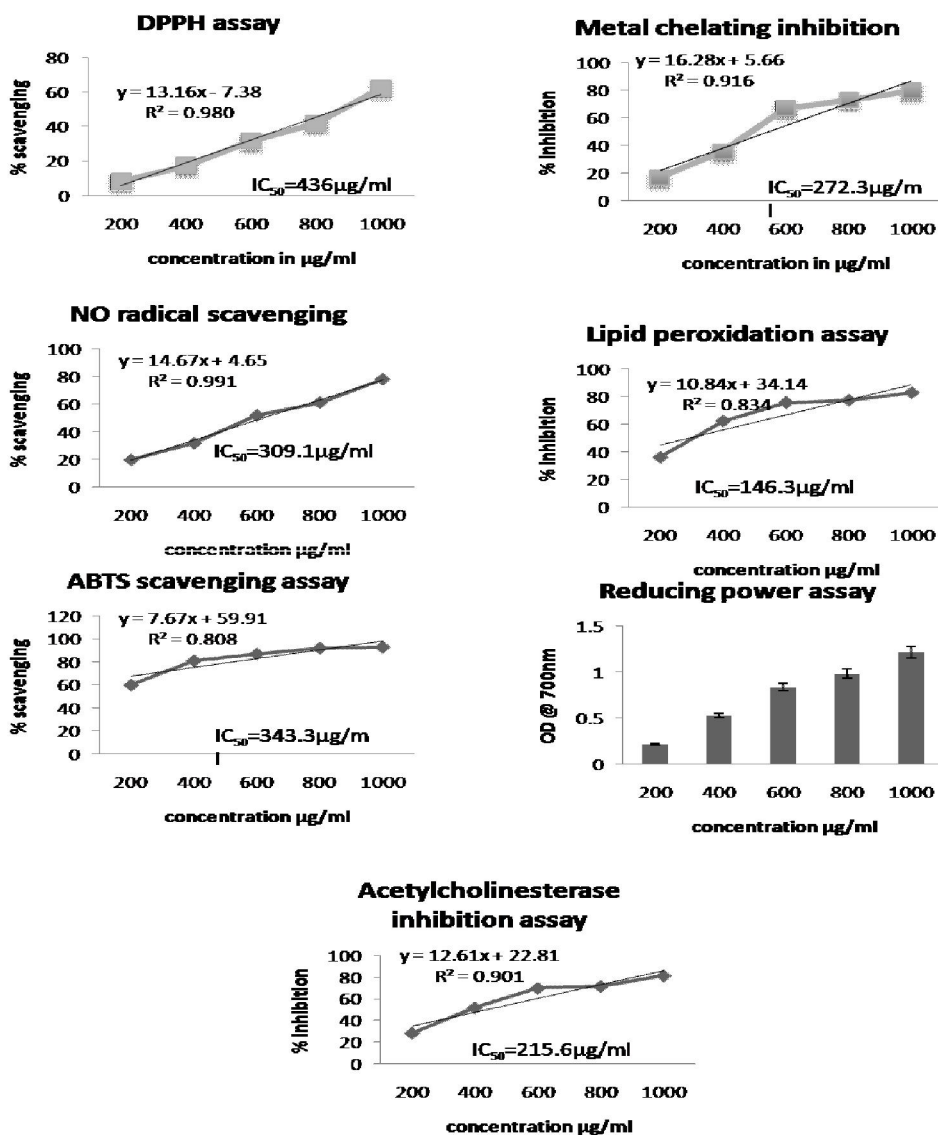 DPPH assay
% scavenging
80
60
40
20
0
y = 13.16x - 7.38
R² = 0.980
IC₅₀=436µg/ml
200 400 600 800 1000
concentration in µg/ml
Metal chelating inhibition
% inhibition
100
80
60
40
20
0
y = 16.28x + 5.66
R² = 0.916
IC₅₀=272.3µg/m
l
200 400 600 800 1000
concentration in µg/ml
NO radical scavenging
% scavenging
100
80
60
40
20
0
y = 14.67x + 4.65
R² = 0.991
IC₅₀=309.1µg/ml
200 400 600 800 1000
concentration µg/ml
Lipid peroxidation assay
% inhibition
100
80
60
40
20
0
y = 10.84x + 34.14
R² = 0.834
IC₅₀=146.3µg/ml
200 400 600 800 1000
concentration µg/ml
ABTS scavenging assay
% scavenging
120
100
80
60
40
20
0
y = 7.67x + 59.91
R² = 0.808
IC₅₀=343.3µg/m
l
200 400 600 800 1000
concentration µg/ml
Reducing power assay
OD @ 700nm
1.5
1
0.5
0
200 400 600 800 1000
concentration µg/ml
Acetylcholinesterase
inhibition assay
% inhibition
100
80
60
40
20
0
y = 12.61x + 22.81
R² = 0.901
IC₅₀=215.6µg/ml
200 400 600 800 1000
concentration µg/ml